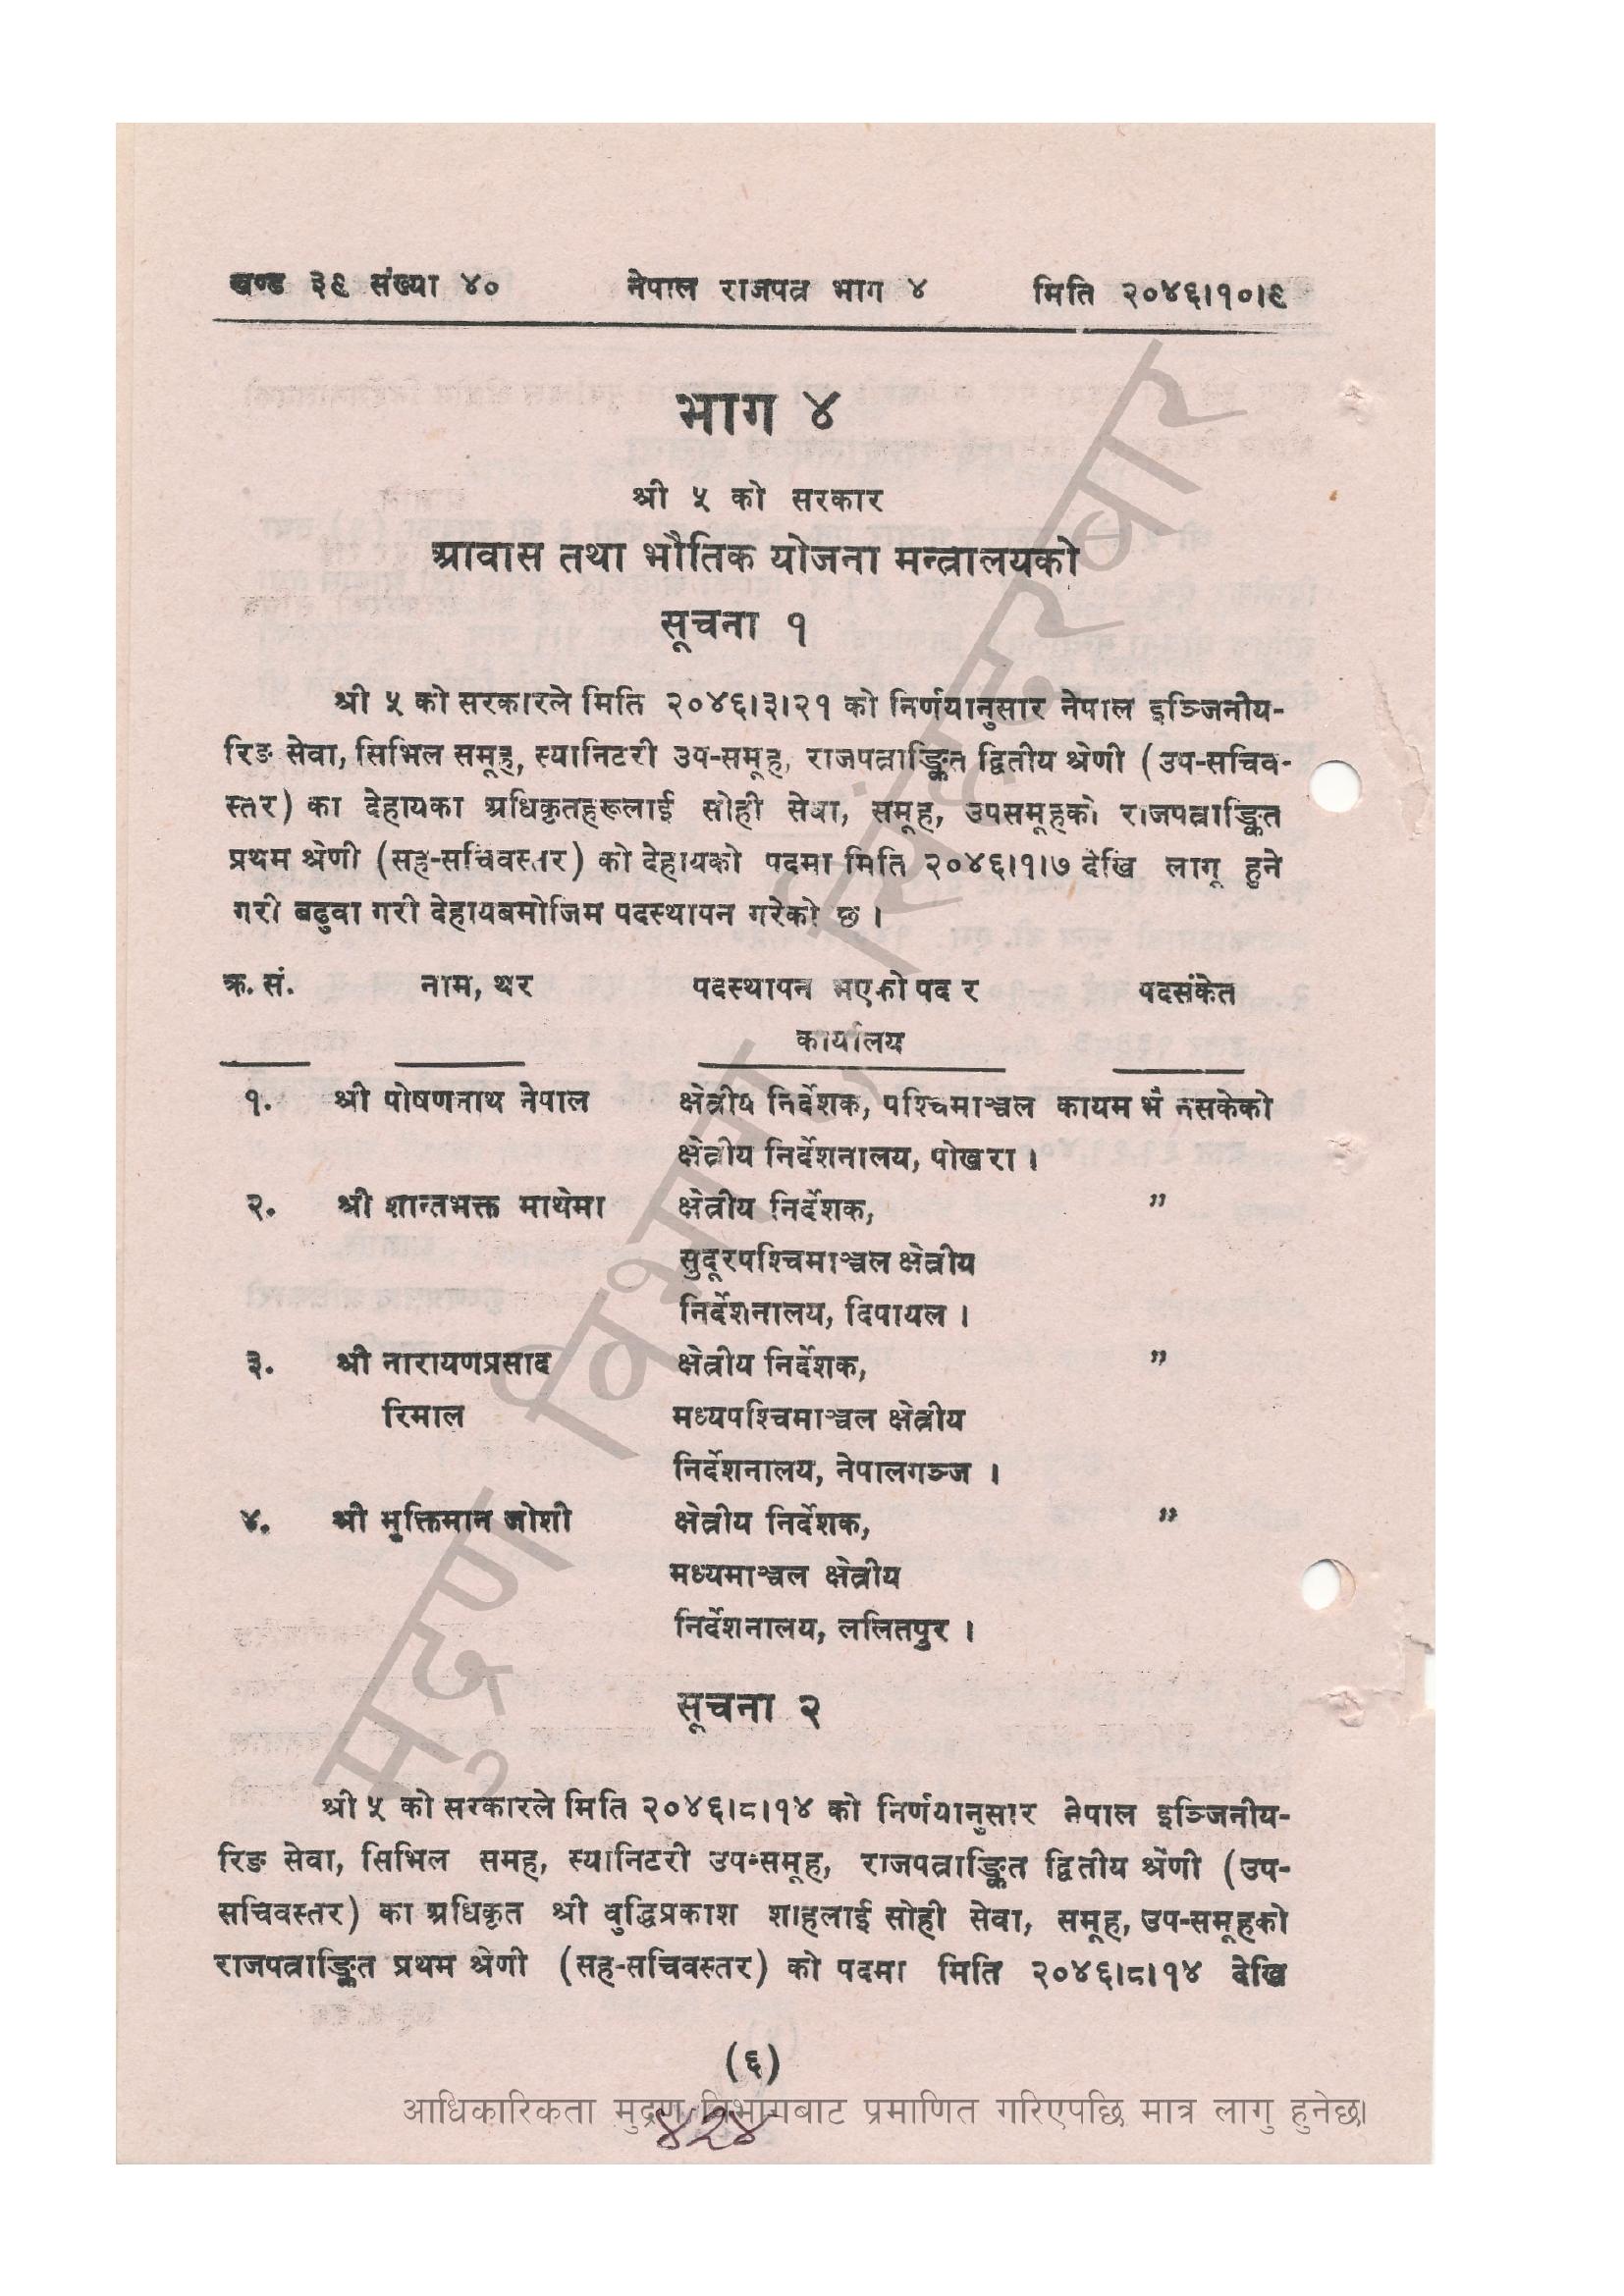 खण्ड ३९ संख्या ४० नेपाल राजपत्र भाग ४ मिति २०४६।१०।९
भाग ४
श्री ५ को सरकार
आवास तथा भौतिक योजना मन्त्रालयको
सूचना १
श्री ५ को सरकारले मिति २०४६।३।२१ को निर्णयानुसार नेपाल इञ्जिनीय-
रिङ सेवा, सिभिल समूह, स्यानिटरी उप-समूह, राजपत्राङ्कित द्वितीय श्रेणी (उप-सचिव-
स्तर) का देहायका अधिकृतहरूलाई सोही सेवा, समूह, उपसमूहको राजपत्राङ्कित
प्रथम श्रेणी (सह-सचिवस्तर) को देहायको पदमा मिति २०४६।१।७ देखि लागू हुने
गरी बढुवा गरी देहायबमोजिम पदस्थापन गरेको छ ।
क्र. सं. नाम, थर पदस्थापन भएको पद र पदसंकेत
कार्यालय
१. श्री पोषणनाथ नेपाल क्षेत्रीय निर्देशक, पश्चिमाञ्चल कायम भै नसकेको
क्षेत्रीय निर्देशनालय, पोखरा ।
२. श्री शान्तभक्त माथेमा क्षेत्रीय निर्देशक, ”
सुदूरपश्चिमाञ्चल क्षेत्रीय
निर्देशनालय, दिपायल ।
३. श्री नारायणप्रसाद क्षेत्रीय निर्देशक, ”
रिमाल मध्यपश्चिमाञ्चल क्षेत्रीय
निर्देशनालय, नेपालगञ्ज ।
४. श्री मुक्तिमान जोशी क्षेत्रीय निर्देशक, ”
मध्यमाञ्चल क्षेत्रीय
निर्देशनालय, ललितपुर ।
सूचना २
श्री ५ को सरकारले मिति २०४६।८।१४ को निर्णयानुसार नेपाल इञ्जिनीय-
रिङ सेवा, सिभिल समह, स्यानिटरी उप-समूह, राजपत्राङ्कित द्वितीय श्रेणी (उप-
सचिवस्तर) का अधिकृत श्री वुद्धिप्रकाश शाहलाई सोही सेवा, समूह, उप-समूहको
राजपत्राङ्कित प्रथम श्रेणी (सह-सचिवस्तर) को पदमा मिति २०४६।८।१४ देखि
(६)
आधिकारिकता मुद्रण विभागबाट प्रमाणित गरिएपछि मात्र लागु हुनेछ।
४२४
मुद्रण विभाग, सिंहदरबार